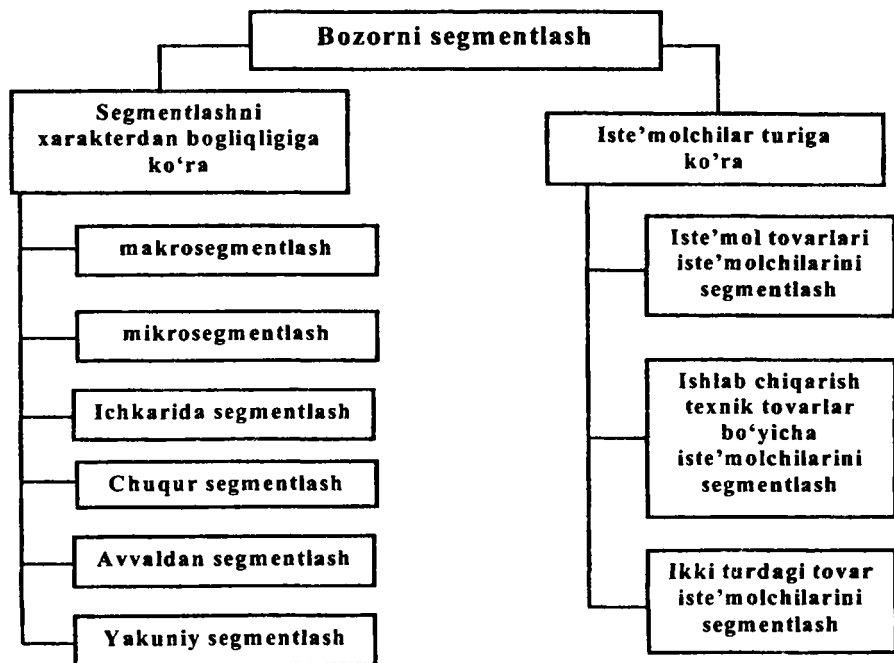 Bozorni segmentlash
Segmentlashni
xarakterdan bogliqligiga
ko‘ra
makrosegmentlash
mikrosegmentlash
Ichkarida segmentlash
Chuqur segmentlash
Avvaldan segmentlash
Yakuniy segmentlash
Iste’molchilar turiga
ko’ra
Iste’mol tovarlari
iste’molchilarini
segmentlash
Ishlab chiqarish
texnik tovarlar
bo‘yicha
iste’molchilarini
segmentlash
Ikki turdagi tovar
iste’molchilarini
segmentlash